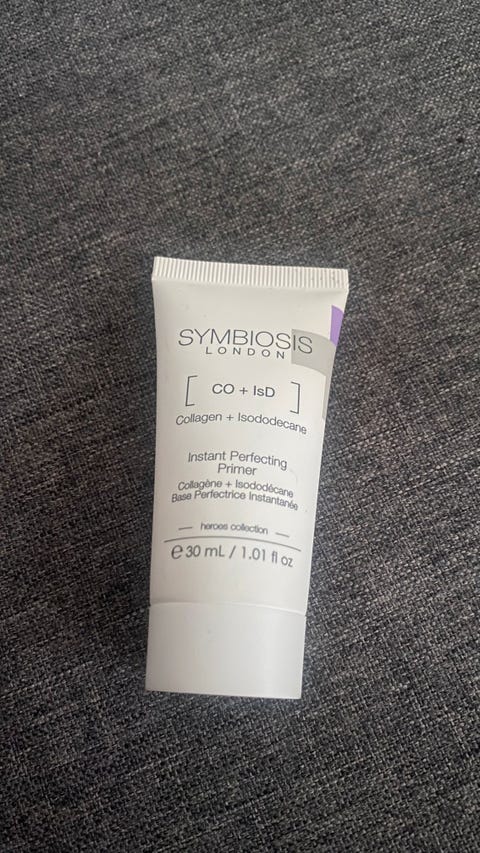 SYMBIOSIS
LONDON
[ CO + IsD ]
Collagen + Isododecane
Instant Perfecting
Primer
Collagène + Isododécane
Base Perfectrice Instantanée
heroes collection
℮ 30 mL / 1.01 fl oz